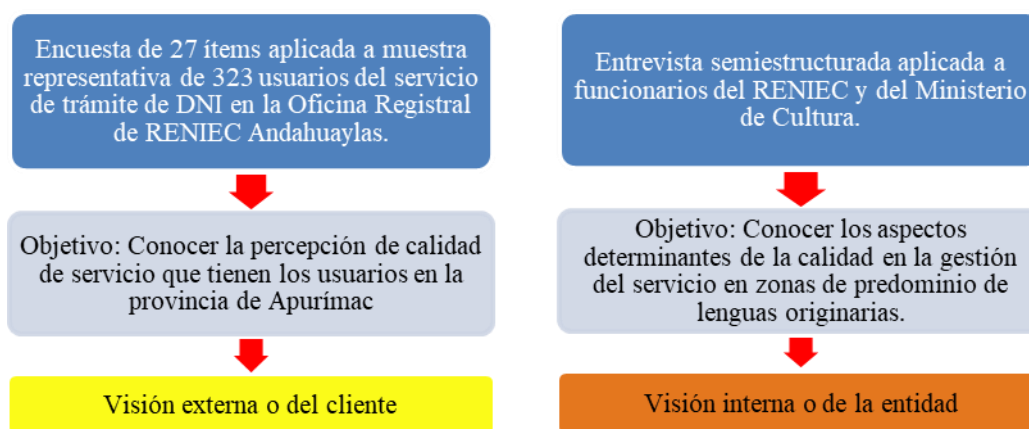 Encuesta de 27 ítems aplicada a muestra
representativa de 323 usuarios del servicio
de trámite de DNI en la Oficina Registral
de RENIEC Andahuaylas.
Objetivo: Conocer la percepción de calidad
de servicio que tienen los usuarios en la
provincia de Apurímac
Visión externa o del cliente
Entrevista semiestructurada aplicada a
funcionarios del RENIEC y del Ministerio
de Cultura.
Objetivo: Conocer los aspectos
determinantes de la calidad en la gestión
del servicio en zonas de predominio de
lenguas originarias.
Visión interna o de la entidad